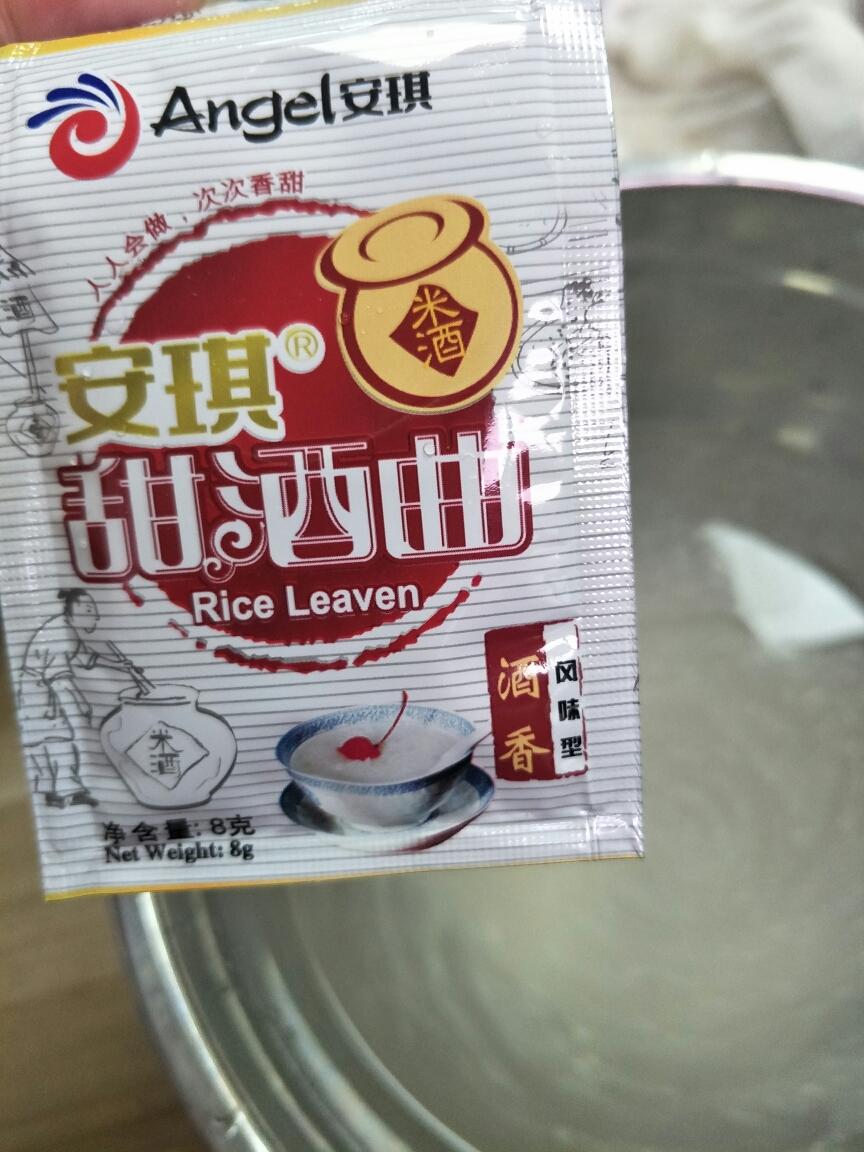 Angel安琪
人人会做，次次香甜
米酒
安琪®
甜酒曲
Rice Leaven
酒香
风味型
米酒
酒
净含量: 8克
Net Weight: 8g